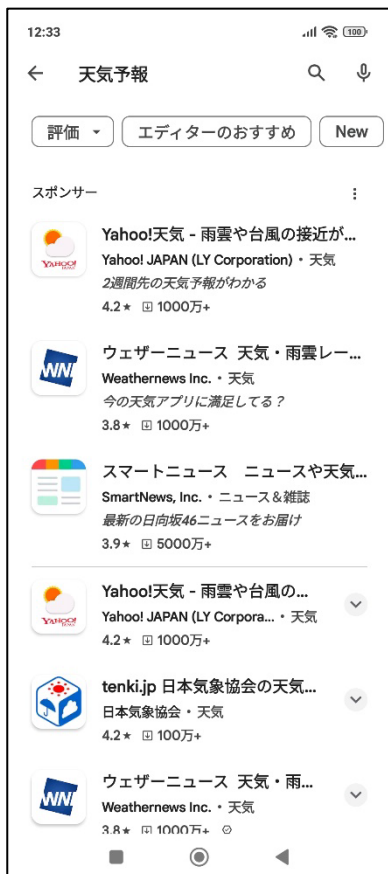 12:33
100
天気予報
評価
エディターのおすすめ
New
スポンサー
Yahoo!天気 - 雨雲や台風の接近が...
Yahoo! JAPAN (LY Corporation)・天気
2週間先の天気予報がわかる
4.2★ 1000万+
ウェザーニュース 天気・雨雲レー...
Weathernews Inc.・天気
今の天気アプリに満足してる？
3.8★ 1000万+
スマートニュース　ニュースや天気...
SmartNews, Inc.・ニュース＆雑誌
最新の日向坂46ニュースをお届け
3.9★ 5000万+
Yahoo!天気 - 雨雲や台風の...
Yahoo! JAPAN (LY Corpora...・天気
4.2★ 1000万+
tenki.jp 日本気象協会の天気...
日本気象協会・天気
4.2★ 100万+
ウェザーニュース 天気・雨...
Weathernews Inc.・天気
3.8★ 1000万+